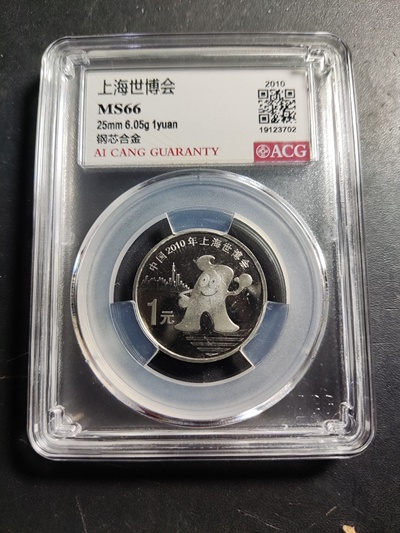 上海世博会
MS66
25mm 6.05g 1yuan
钢芯合金
AI CANG GUARANTY
2010
19123702
ACG
中国2010年上海世博会
1元